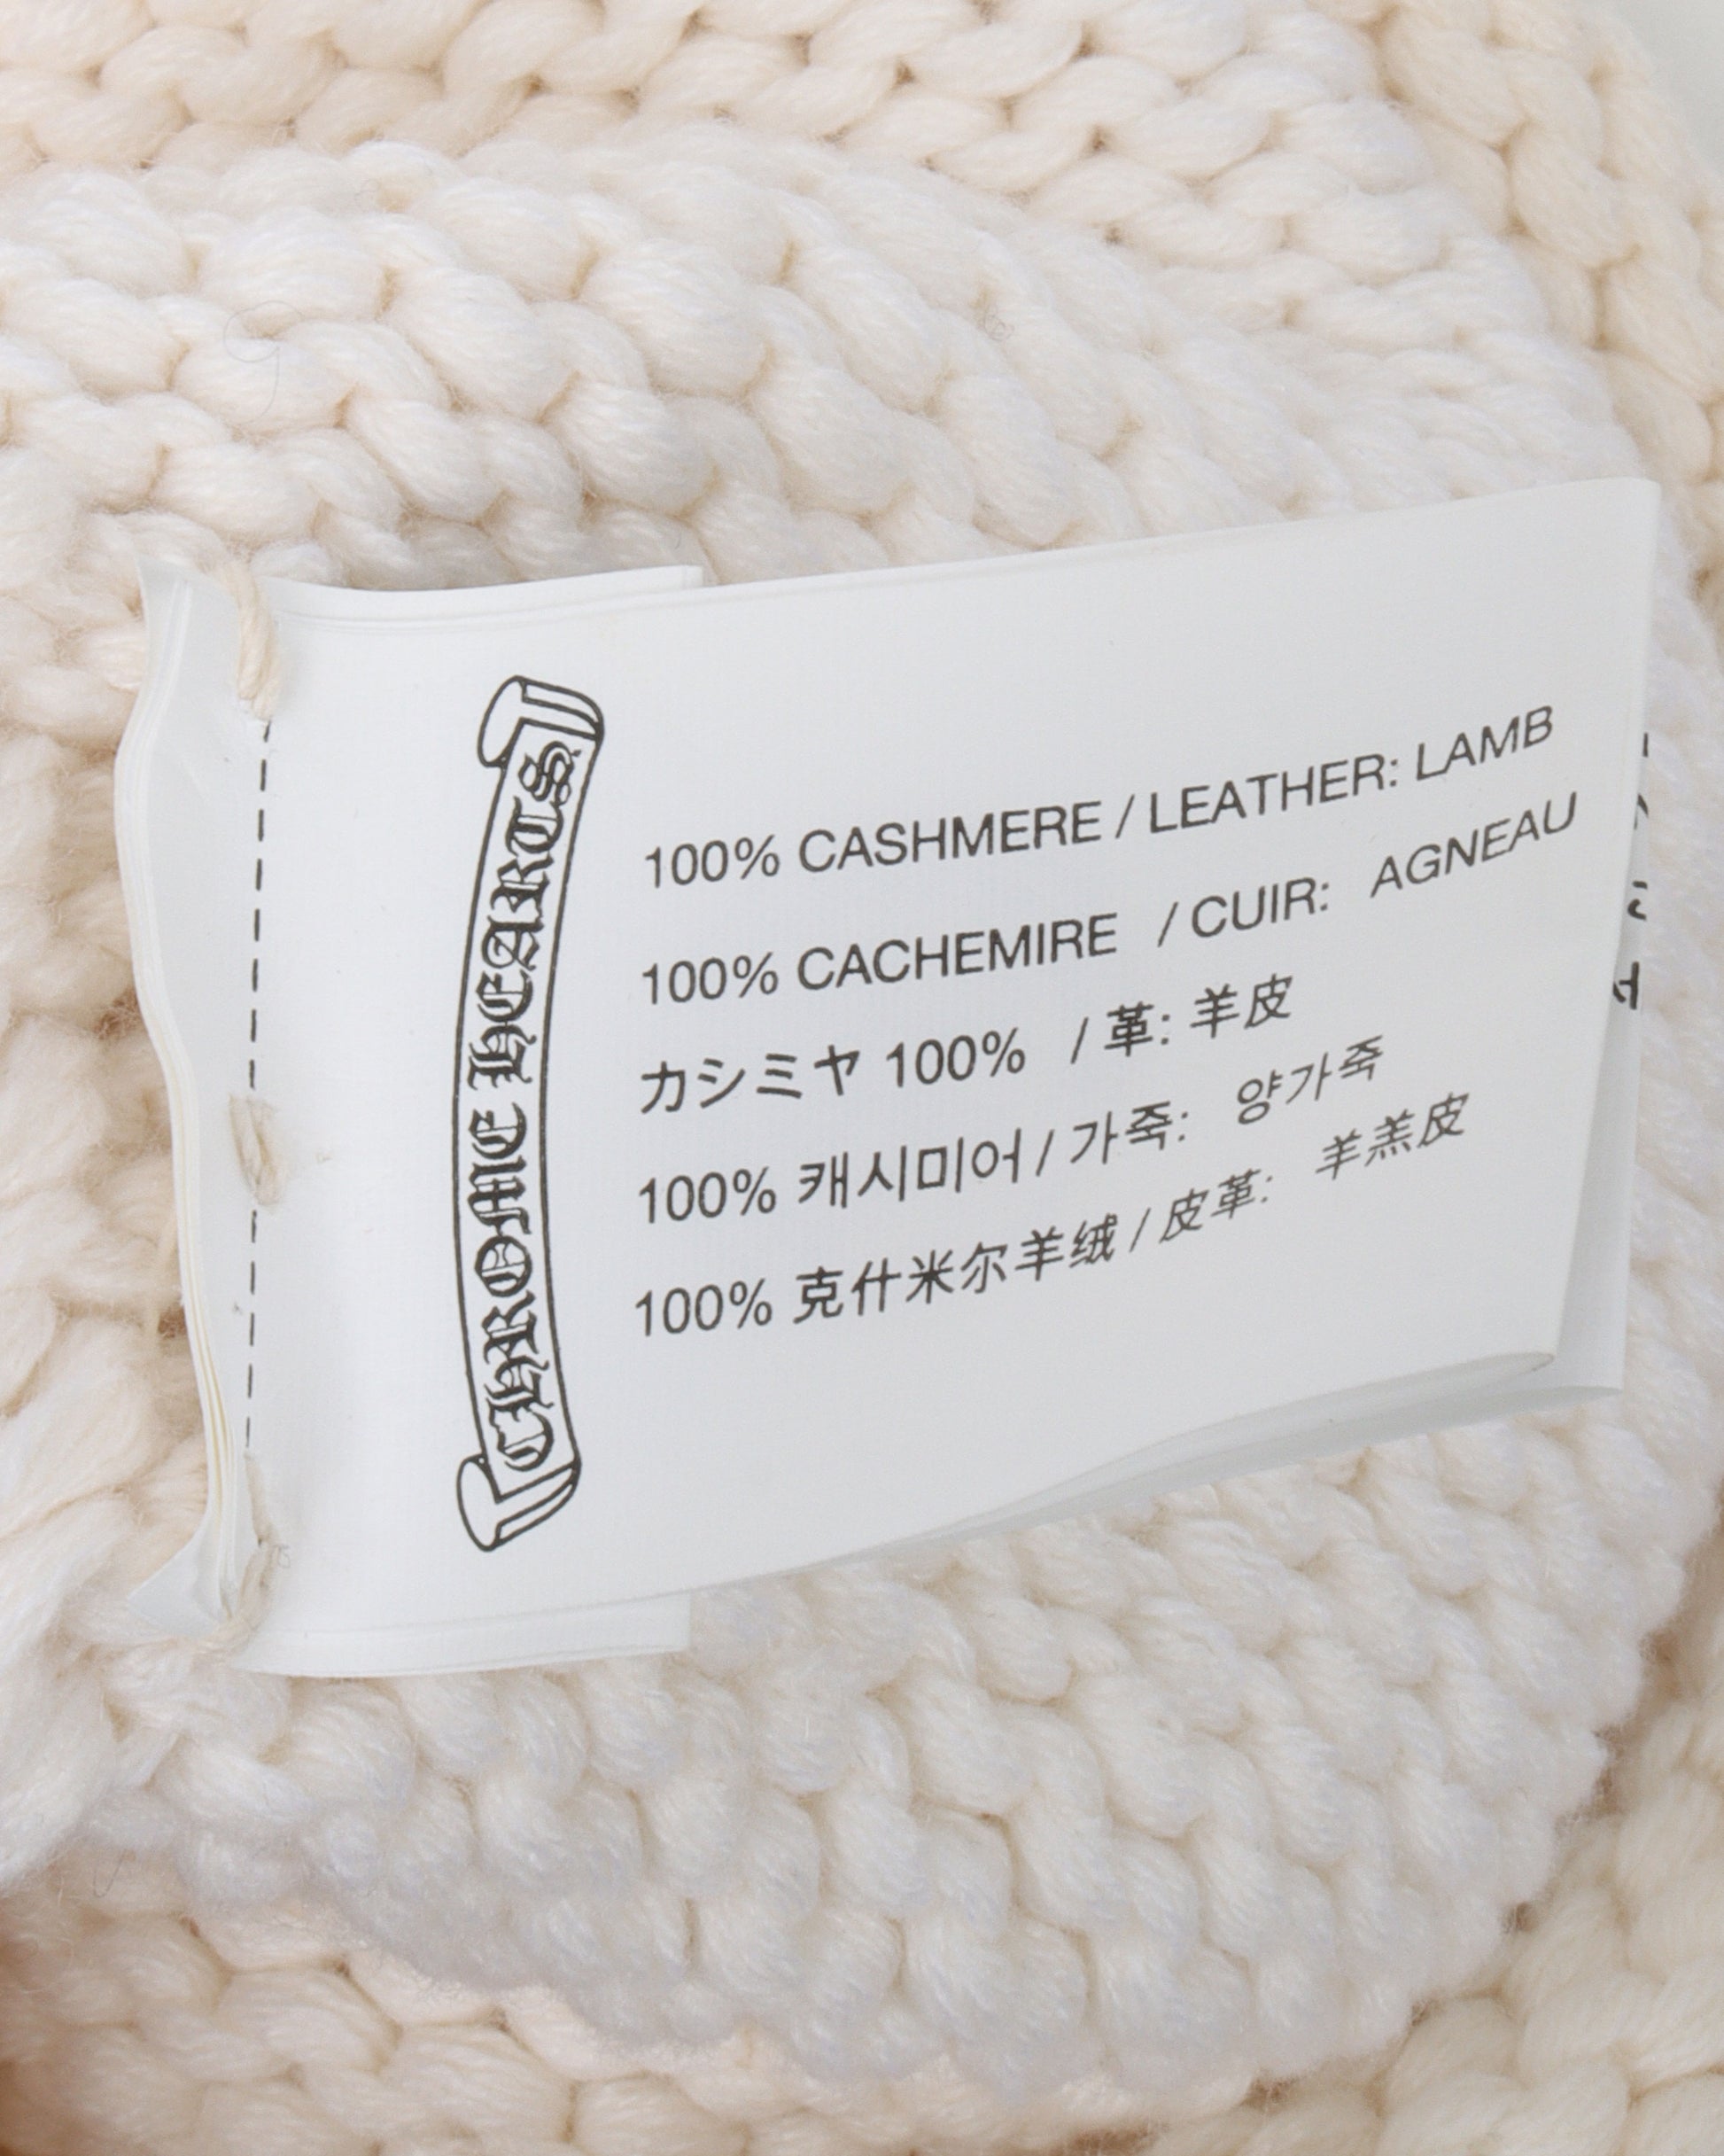 CHROME HEARTS
100% CASHMERE / LEATHER: LAMB
100% CACHEMIRE / CUIR: AGNEAU
カシミヤ 100% / 革: 羊皮
100% 캐시미어 / 가죽: 양가죽
100% 克什米尔羊绒 / 皮革: 羊羔皮